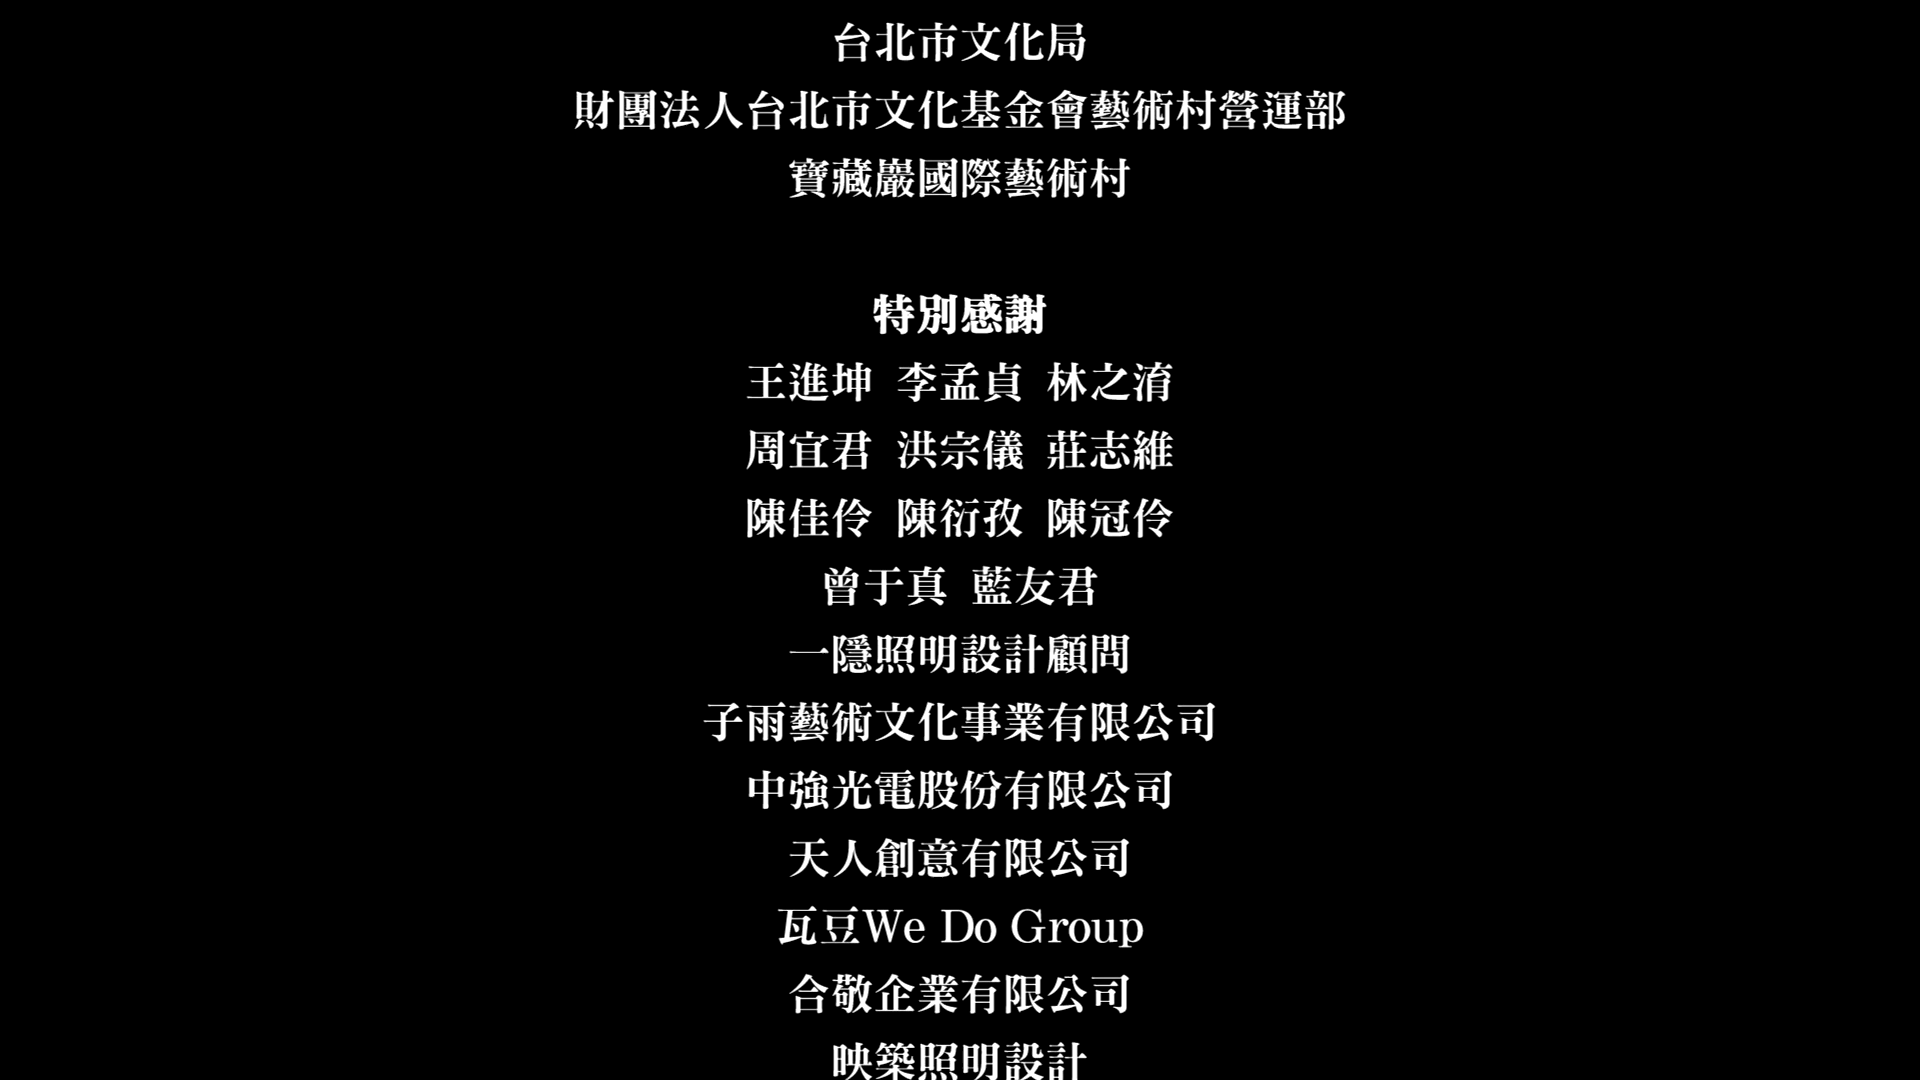 台北市文化局
財團法人台北市文化基金會藝術村營運部
寶藏巖國際藝術村
特別感謝
王進坤 李孟貞 林之淯
周宜君 洪宗儀 莊志維
陳佳伶 陳衍孜 陳冠伶
曾于真 藍友君
一隱照明設計顧問
子雨藝術文化事業有限公司
中強光電股份有限公司
天人創意有限公司
瓦豆We Do Group
合敬企業有限公司
映築照明設計